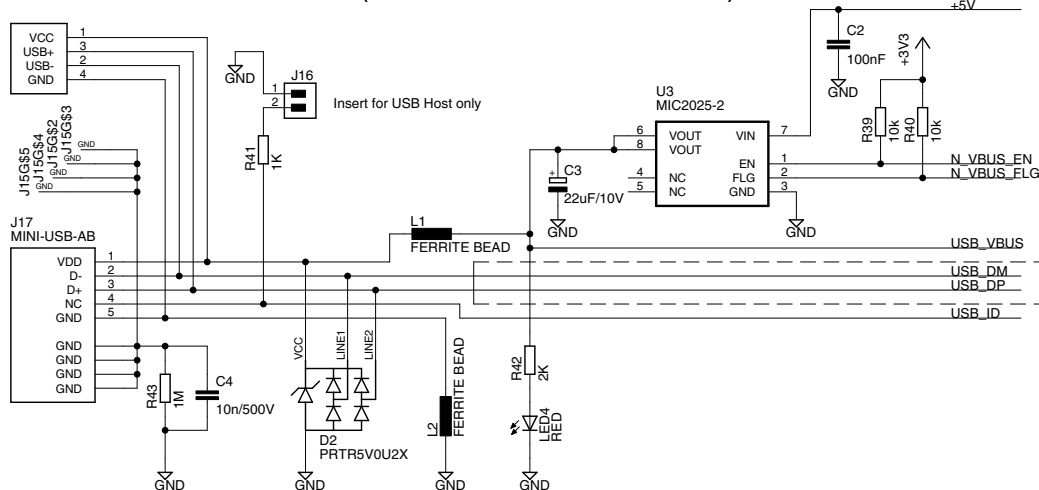 +5V
VCC 1
USB+ 3
USB- 2
GND 4
GND
J16
1
2
Insert for USB Host only
R41
1K
C2
100nF
GND
+3V3
U3
MIC2025-2
6 VOUT VIN 7
8 VOUT
EN 1
4 NC FLG 2
5 NC GND 3
R39
10k
R40
10k
N_VBUS_EN
N_VBUS_FLG
C3
+
22uF/10V
GND
GND
GND
J15G$5
J15G$4
J15G$2
J15G$3
GND
GND
GND
GND
J17
MINI-USB-AB
VDD 1
D- 2
D+ 3
NC 4
GND 5
GND
GND
GND
GND
L1
FERRITE BEAD
USB_VBUS
USB_DM
USB_DP
USB_ID
R43
1M
C4
10n/500V
VCC
LINE1
LINE2
D2
PRTR5V0U2X
L2
FERRITE BEAD
R42
2K
LED4
RED
GND
GND
GND
GND